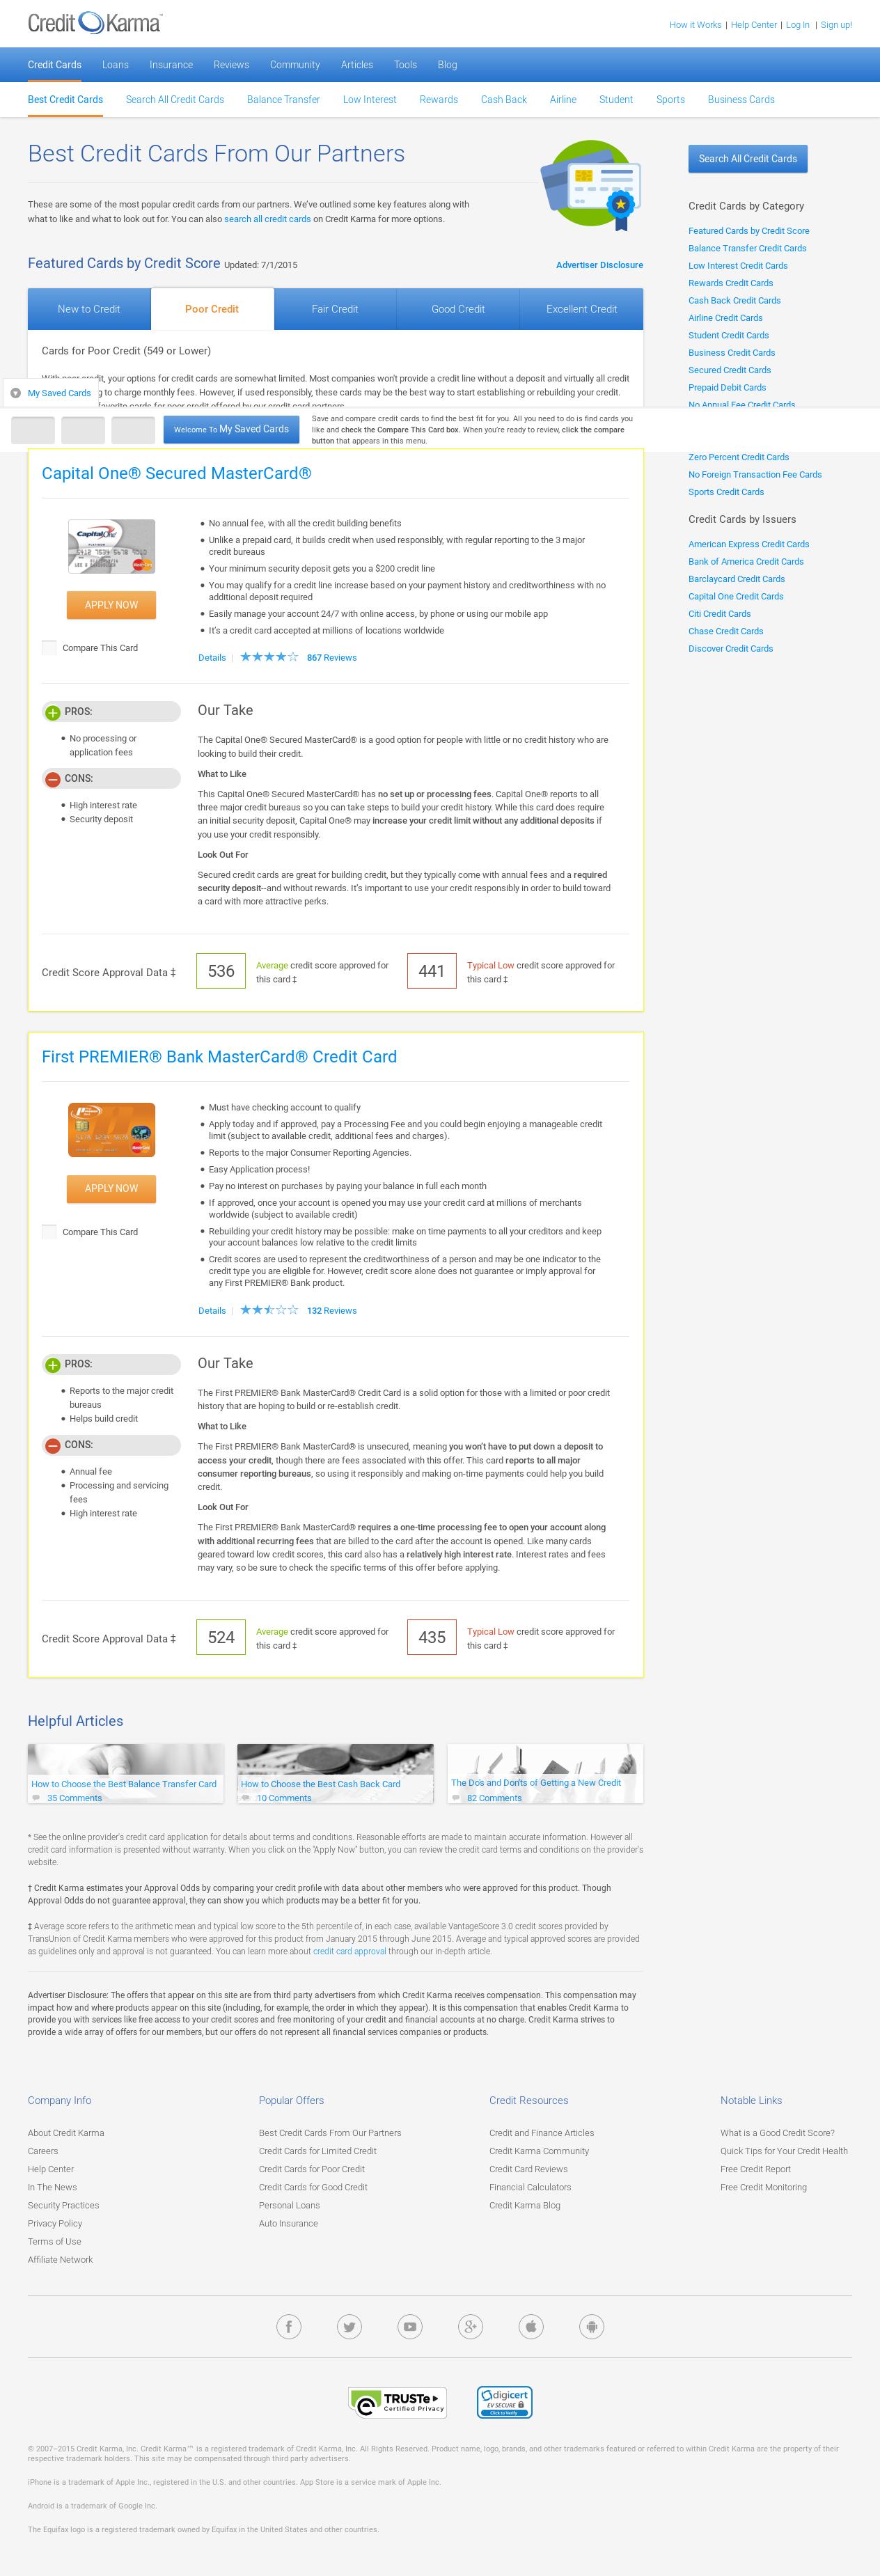 Credit Karma
How it Works | Help Center | Log In | Sign up!
Credit Cards Loans Insurance Reviews Community Articles Tools Blog
Best Credit Cards Search All Credit Cards Balance Transfer Low Interest Rewards Cash Back Airline Student Sports Business Cards
Best Credit Cards From Our Partners
These are some of the most popular credit cards from our partners. We've outlined some key features along with
what to like and what to look out for. You can also search all credit cards on Credit Karma for more options.
Featured Cards by Credit Score Updated: 7/1/2015
Advertiser Disclosure
New to Credit Poor Credit Fair Credit Good Credit Excellent Credit
Cards for Poor Credit (549 or Lower)
With poor credit, your options for credit cards are somewhat limited. Most companies won't provide a credit line without a deposit and virtually all credit
My Saved Cards
to charge monthly fees. However, if used responsibly, these cards may be the best way to start establishing or rebuilding your credit.
favorite cards for poor credit offered by our credit card partners.
Welcome To My Saved Cards
Save and compare credit cards to find the best fit for you. All you need to do is find cards you
like and check the Compare This Card box. When you're ready to review, click the compare
button that appears in this menu.
Capital One® Secured MasterCard®
CapitalOne
PLATINUM
MasterCard
APPLY NOW
Compare This Card
No annual fee, with all the credit building benefits
Unlike a prepaid card, it builds credit when used responsibly, with regular reporting to the 3 major
credit bureaus
Your minimum security deposit gets you a $200 credit line
You may qualify for a credit line increase based on your payment history and creditworthiness with no
additional deposit required
Easily manage your account 24/7 with online access, by phone or using our mobile app
It's a credit card accepted at millions of locations worldwide
Details | 867 Reviews
PROS:
No processing or
application fees
CONS:
High interest rate
Security deposit
Our Take
The Capital One® Secured MasterCard® is a good option for people with little or no credit history who are
looking to build their credit.
What to Like
This Capital One® Secured MasterCard® has no set up or processing fees. Capital One® reports to all
three major credit bureaus so you can take steps to build your credit history. While this card does require
an initial security deposit, Capital One® may increase your credit limit without any additional deposits if
you use your credit responsibly.
Look Out For
Secured credit cards are great for building credit, but they typically come with annual fees and a required
security deposit--and without rewards. It's important to use your credit responsibly in order to build toward
a card with more attractive perks.
Credit Score Approval Data ‡
536
Average credit score approved for
this card ‡
441
Typical Low credit score approved for
this card ‡
First PREMIER® Bank MasterCard® Credit Card
MasterCard
APPLY NOW
Compare This Card
Must have checking account to qualify
Apply today and if approved, pay a Processing Fee and you could begin enjoying a manageable credit
limit (subject to available credit, additional fees and charges).
Reports to the major Consumer Reporting Agencies.
Easy Application process!
Pay no interest on purchases by paying your balance in full each month
If approved, once your account is opened you may use your credit card at millions of merchants
worldwide (subject to available credit)
Rebuilding your credit history may be possible: make on time payments to all your creditors and keep
your account balances low relative to the credit limits
Credit scores are used to represent the creditworthiness of a person and may be one indicator to the
credit type you are eligible for. However, credit score alone does not guarantee or imply approval for
any First PREMIER® Bank product.
Details | 132 Reviews
PROS:
Reports to the major credit
bureaus
Helps build credit
CONS:
Annual fee
Processing and servicing
fees
High interest rate
Our Take
The First PREMIER® Bank MasterCard® Credit Card is a solid option for those with a limited or poor credit
history that are hoping to build or re-establish credit.
What to Like
The First PREMIER® Bank MasterCard® is unsecured, meaning you won't have to put down a deposit to
access your credit, though there are fees associated with this offer. This card reports to all major
consumer reporting bureaus, so using it responsibly and making on-time payments could help you build
credit.
Look Out For
The First PREMIER® Bank MasterCard® requires a one-time processing fee to open your account along
with additional recurring fees that are billed to the card after the account is opened. Like many cards
geared toward low credit scores, this card also has a relatively high interest rate. Interest rates and fees
may vary, so be sure to check the specific terms of this offer before applying.
Credit Score Approval Data ‡
524
Average credit score approved for
this card ‡
435
Typical Low credit score approved for
this card ‡
Search All Credit Cards
Credit Cards by Category
Featured Cards by Credit Score
Balance Transfer Credit Cards
Low Interest Credit Cards
Rewards Credit Cards
Cash Back Credit Cards
Airline Credit Cards
Student Credit Cards
Business Credit Cards
Secured Credit Cards
Prepaid Debit Cards
No Annual Fee Credit Cards
Zero Percent Credit Cards
No Foreign Transaction Fee Cards
Sports Credit Cards
Credit Cards by Issuers
American Express Credit Cards
Bank of America Credit Cards
Barclaycard Credit Cards
Capital One Credit Cards
Citi Credit Cards
Chase Credit Cards
Discover Credit Cards
Helpful Articles
How to Choose the Best Balance Transfer Card
35 Comments
How to Choose the Best Cash Back Card
10 Comments
The Do's and Don'ts of Getting a New Credit
82 Comments
* See the online provider's credit card application for details about terms and conditions. Reasonable efforts are made to maintain accurate information. However all
credit card information is presented without warranty. When you click on the "Apply Now" button, you can review the credit card terms and conditions on the provider's
website.
† Credit Karma estimates your Approval Odds by comparing your credit profile with data about other members who were approved for this product. Though
Approval Odds do not guarantee approval, they can show you which products may be a better fit for you.
‡ Average score refers to the arithmetic mean and typical low score to the 5th percentile of, in each case, available VantageScore 3.0 credit scores provided by
TransUnion of Credit Karma members who were approved for this product from January 2015 through June 2015. Average and typical approved scores are provided
as guidelines only and approval is not guaranteed. You can learn more about credit card approval through our in-depth article.
Advertiser Disclosure: The offers that appear on this site are from third party advertisers from which Credit Karma receives compensation. This compensation may
impact how and where products appear on this site (including, for example, the order in which they appear). It is this compensation that enables Credit Karma to
provide you with services like free access to your credit scores and free monitoring of your credit and financial accounts at no charge. Credit Karma strives to
provide a wide array of offers for our members, but our offers do not represent all financial services companies or products.
Company Info
About Credit Karma
Careers
Help Center
In The News
Security Practices
Privacy Policy
Terms of Use
Affiliate Network
Popular Offers
Best Credit Cards From Our Partners
Credit Cards for Limited Credit
Credit Cards for Poor Credit
Credit Cards for Good Credit
Personal Loans
Auto Insurance
Credit Resources
Credit and Finance Articles
Credit Karma Community
Credit Card Reviews
Financial Calculators
Credit Karma Blog
Notable Links
What is a Good Credit Score?
Quick Tips for Your Credit Health
Free Credit Report
Free Credit Monitoring
TRUSTe
Certified Privacy
digicert
EV SECURE
Click to Verify
© 2007–2015 Credit Karma, Inc. Credit Karma™ is a registered trademark of Credit Karma, Inc. All Rights Reserved. Product name, logo, brands, and other trademarks featured or referred to within Credit Karma are the property of their
respective trademark holders. This site may be compensated through third party advertisers.
iPhone is a trademark of Apple Inc., registered in the U.S. and other countries. App Store is a service mark of Apple Inc.
Android is a trademark of Google Inc.
The Equifax logo is a registered trademark owned by Equifax in the United States and other countries.